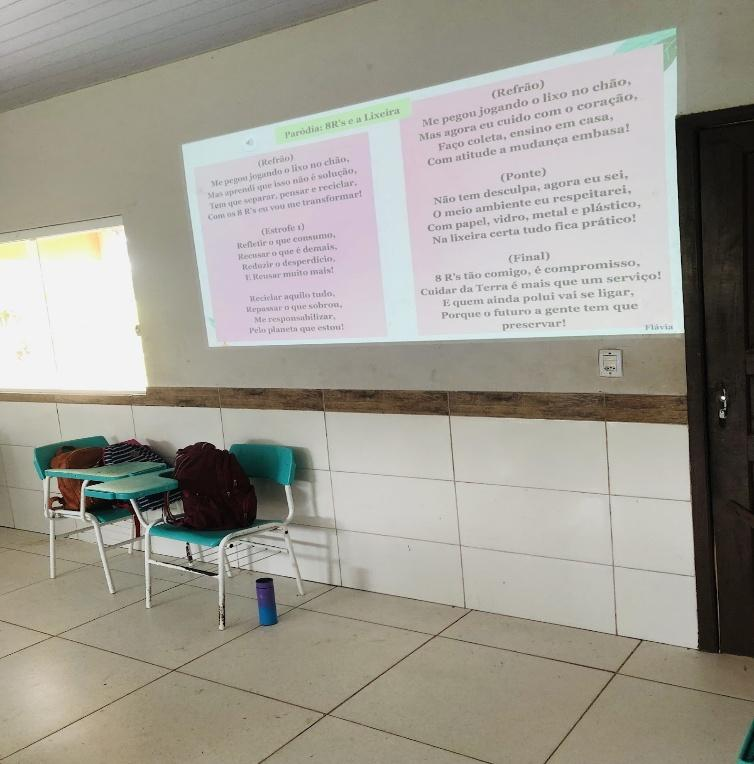 Paródia: 8R's e a Lixeira
(Refrão)
Me pegou jogando o lixo no chão,
Mas aprendi que isso não é solução,
Tem que separar, pensar e reciclar,
Com os 8 R's eu vou me transformar!
(Estrofe 1)
Refletir o que consumo,
Recusar o que é demais,
Reduzir o desperdício,
E Reusar muito mais!
Reciclar aquilo tudo,
Repassar o que sobrou,
Me responsabilizar,
Pelo planeta que estou!
(Refrão)
Me pegou jogando o lixo no chão,
Mas agora eu cuido com o coração,
Faço coleta, ensino em casa,
Com atitude a mudança embasa!
(Ponte)
Não tem desculpa, agora eu sei,
O meio ambiente eu respeitarei,
Com papel, vidro, metal e plástico,
Na lixeira certa tudo fica prático!
(Final)
8 R's tão comigo, é compromisso,
Cuidar da Terra é mais que um serviço!
E quem ainda polui vai se ligar,
Porque o futuro a gente tem que
preservar!
Flávia